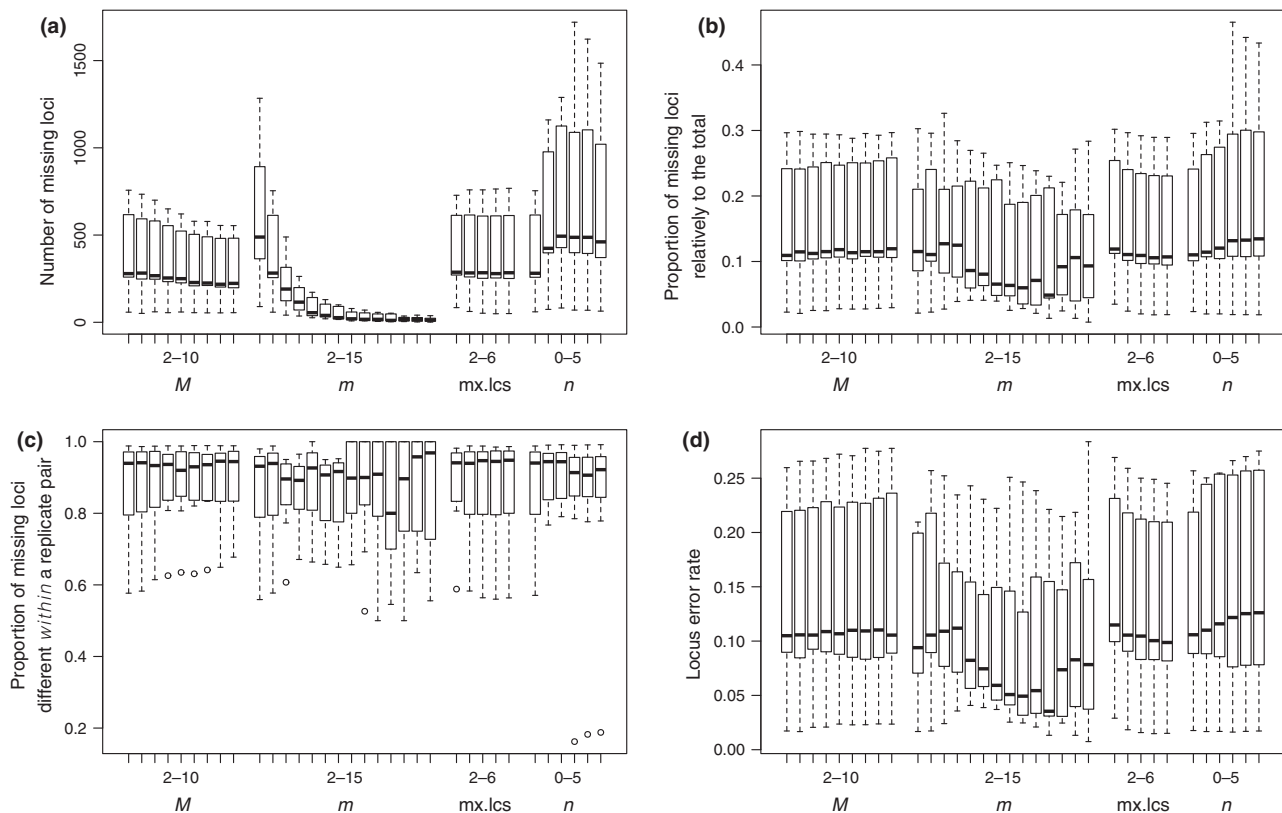 (a)
Number of missing loci
1500
1000
500
0
2–10
2–15
2–6
0–5
M
m
mx.lcs
n
(b)
Proportion of missing loci
relatively to the total
0.4
0.3
0.2
0.1
0.0
2–10
2–15
2–6
0–5
M
m
mx.lcs
n
(c)
Proportion of missing loci
different within a replicate pair
1.0
0.8
0.6
0.4
0.2
2–10
2–15
2–6
0–5
M
m
mx.lcs
n
(d)
Locus error rate
0.25
0.20
0.15
0.10
0.05
0.00
2–10
2–15
2–6
0–5
M
m
mx.lcs
n